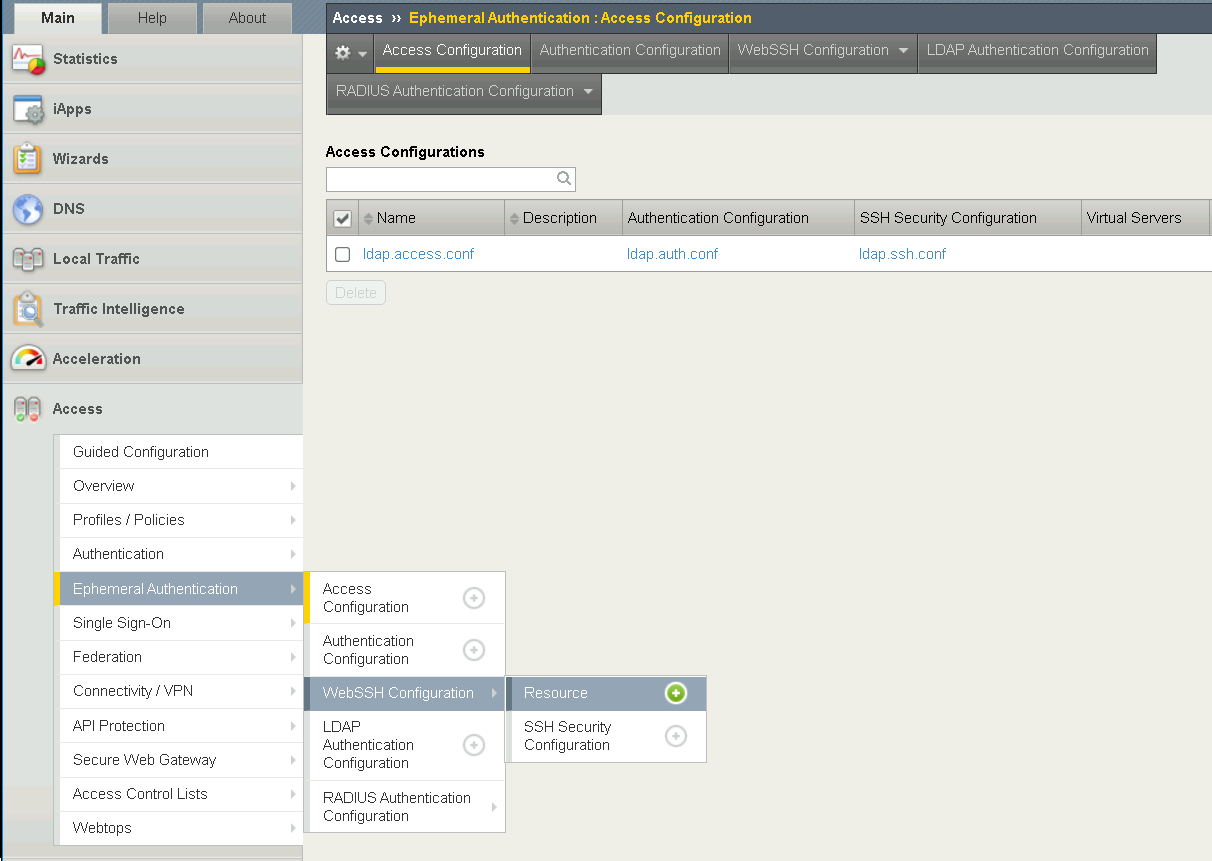 Main
Help
About
Access ›› Ephemeral Authentication : Access Configuration
Access Configuration
Authentication Configuration
WebSSH Configuration
LDAP Authentication Configuration
RADIUS Authentication Configuration
Statistics
iApps
Wizards
DNS
Local Traffic
Traffic Intelligence
Acceleration
Access
Guided Configuration
Overview
Profiles / Policies
Authentication
Ephemeral Authentication
Single Sign-On
Federation
Connectivity / VPN
API Protection
Secure Web Gateway
Access Control Lists
Webtops
Access Configurations
Name
Description
Authentication Configuration
SSH Security Configuration
Virtual Servers
ldap.access.conf
ldap.auth.conf
ldap.ssh.conf
Delete
Access
Configuration
Authentication
Configuration
WebSSH Configuration
LDAP
Authentication
Configuration
RADIUS Authentication
Configuration
Resource
SSH Security
Configuration